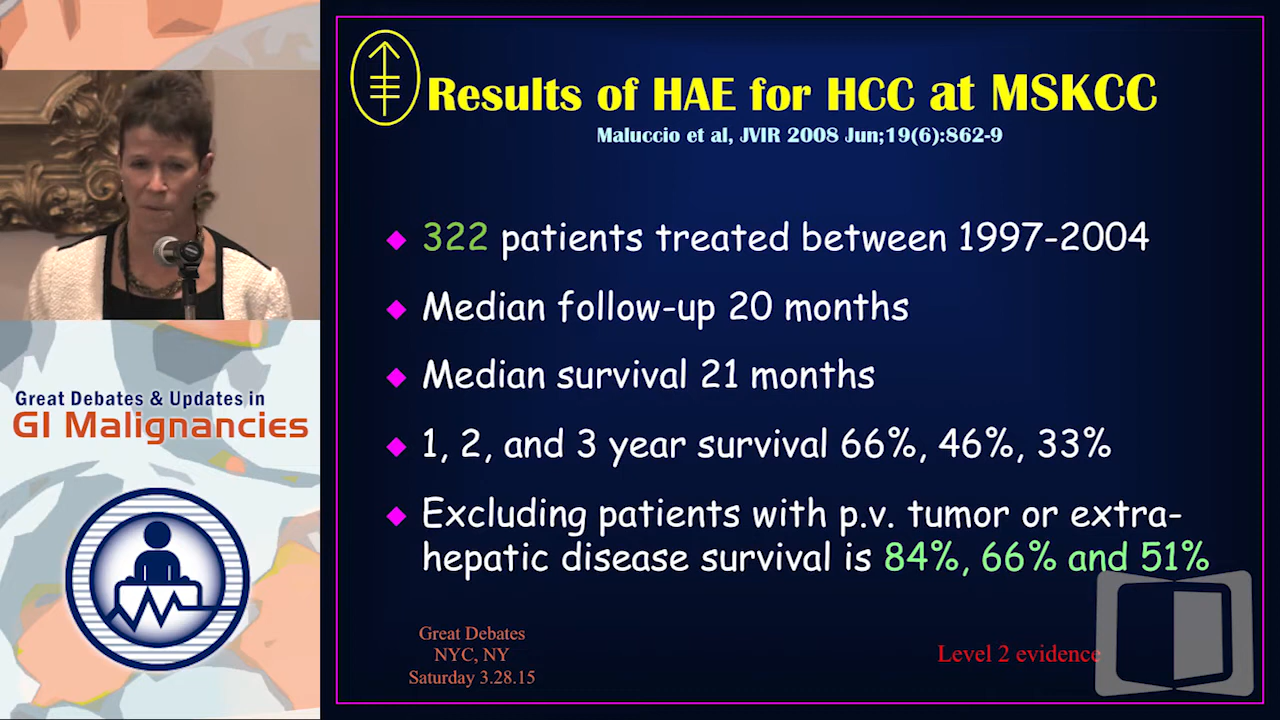 Results of HAE for HCC at MSKCC
Maluccio et al, JVIR 2008 Jun;19(6):862-9
◆ 322 patients treated between 1997-2004
◆ Median follow-up 20 months
◆ Median survival 21 months
◆ 1, 2, and 3 year survival 66%, 46%, 33%
◆ Excluding patients with p.v. tumor or extra-
hepatic disease survival is 84%, 66% and 51%
Great Debates
NYC, NY
Saturday 3.28.15
Level 2 evidence
Great Debates & Updates in
GI Malignancies